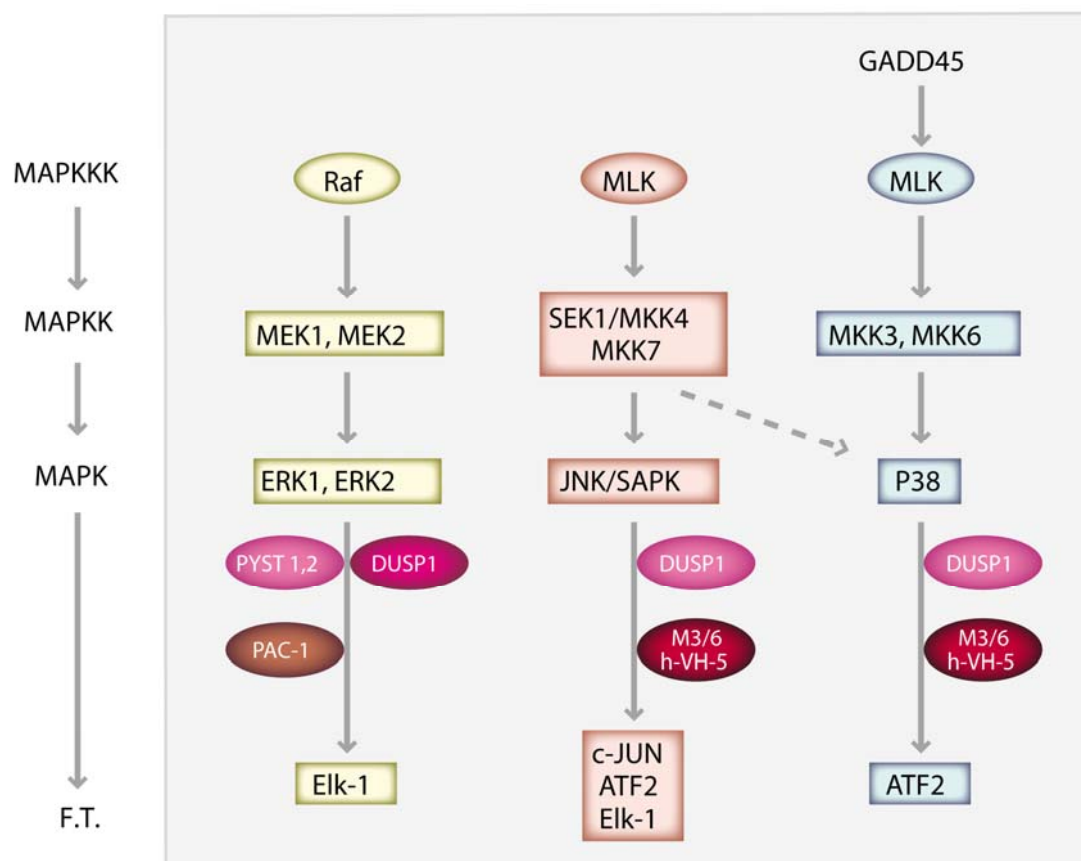 GADD45
MAPKKK
Raf
MLK
MLK
MAPKK
MEK1, MEK2
SEK1/MKK4
MKK7
MKK3, MKK6
MAPK
ERK1, ERK2
JNK/SAPK
P38
PYST 1,2
DUSP1
DUSP1
DUSP1
PAC-1
M3/6
h-VH-5
M3/6
h-VH-5
Elk-1
c-JUN
ATF2
Elk-1
ATF2
F.T.